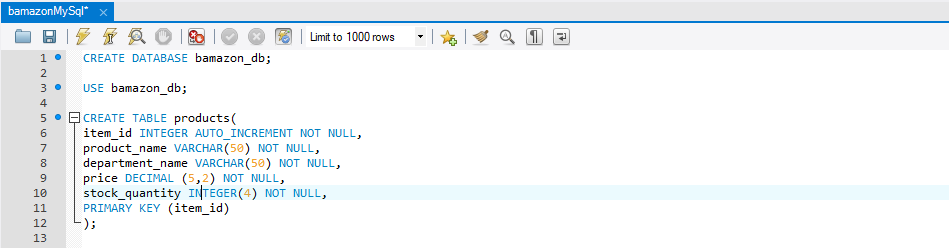 bamazonMySql*
Limit to 1000 rows
1 CREATE DATABASE bamazon_db;
2
3 USE bamazon_db;
4
5 CREATE TABLE products(
6 item_id INTEGER AUTO_INCREMENT NOT NULL,
7 product_name VARCHAR(50) NOT NULL,
8 department_name VARCHAR(50) NOT NULL,
9 price DECIMAL (5,2) NOT NULL,
10 stock_quantity INTEGER(4) NOT NULL,
11 PRIMARY KEY (item_id)
12 );
13